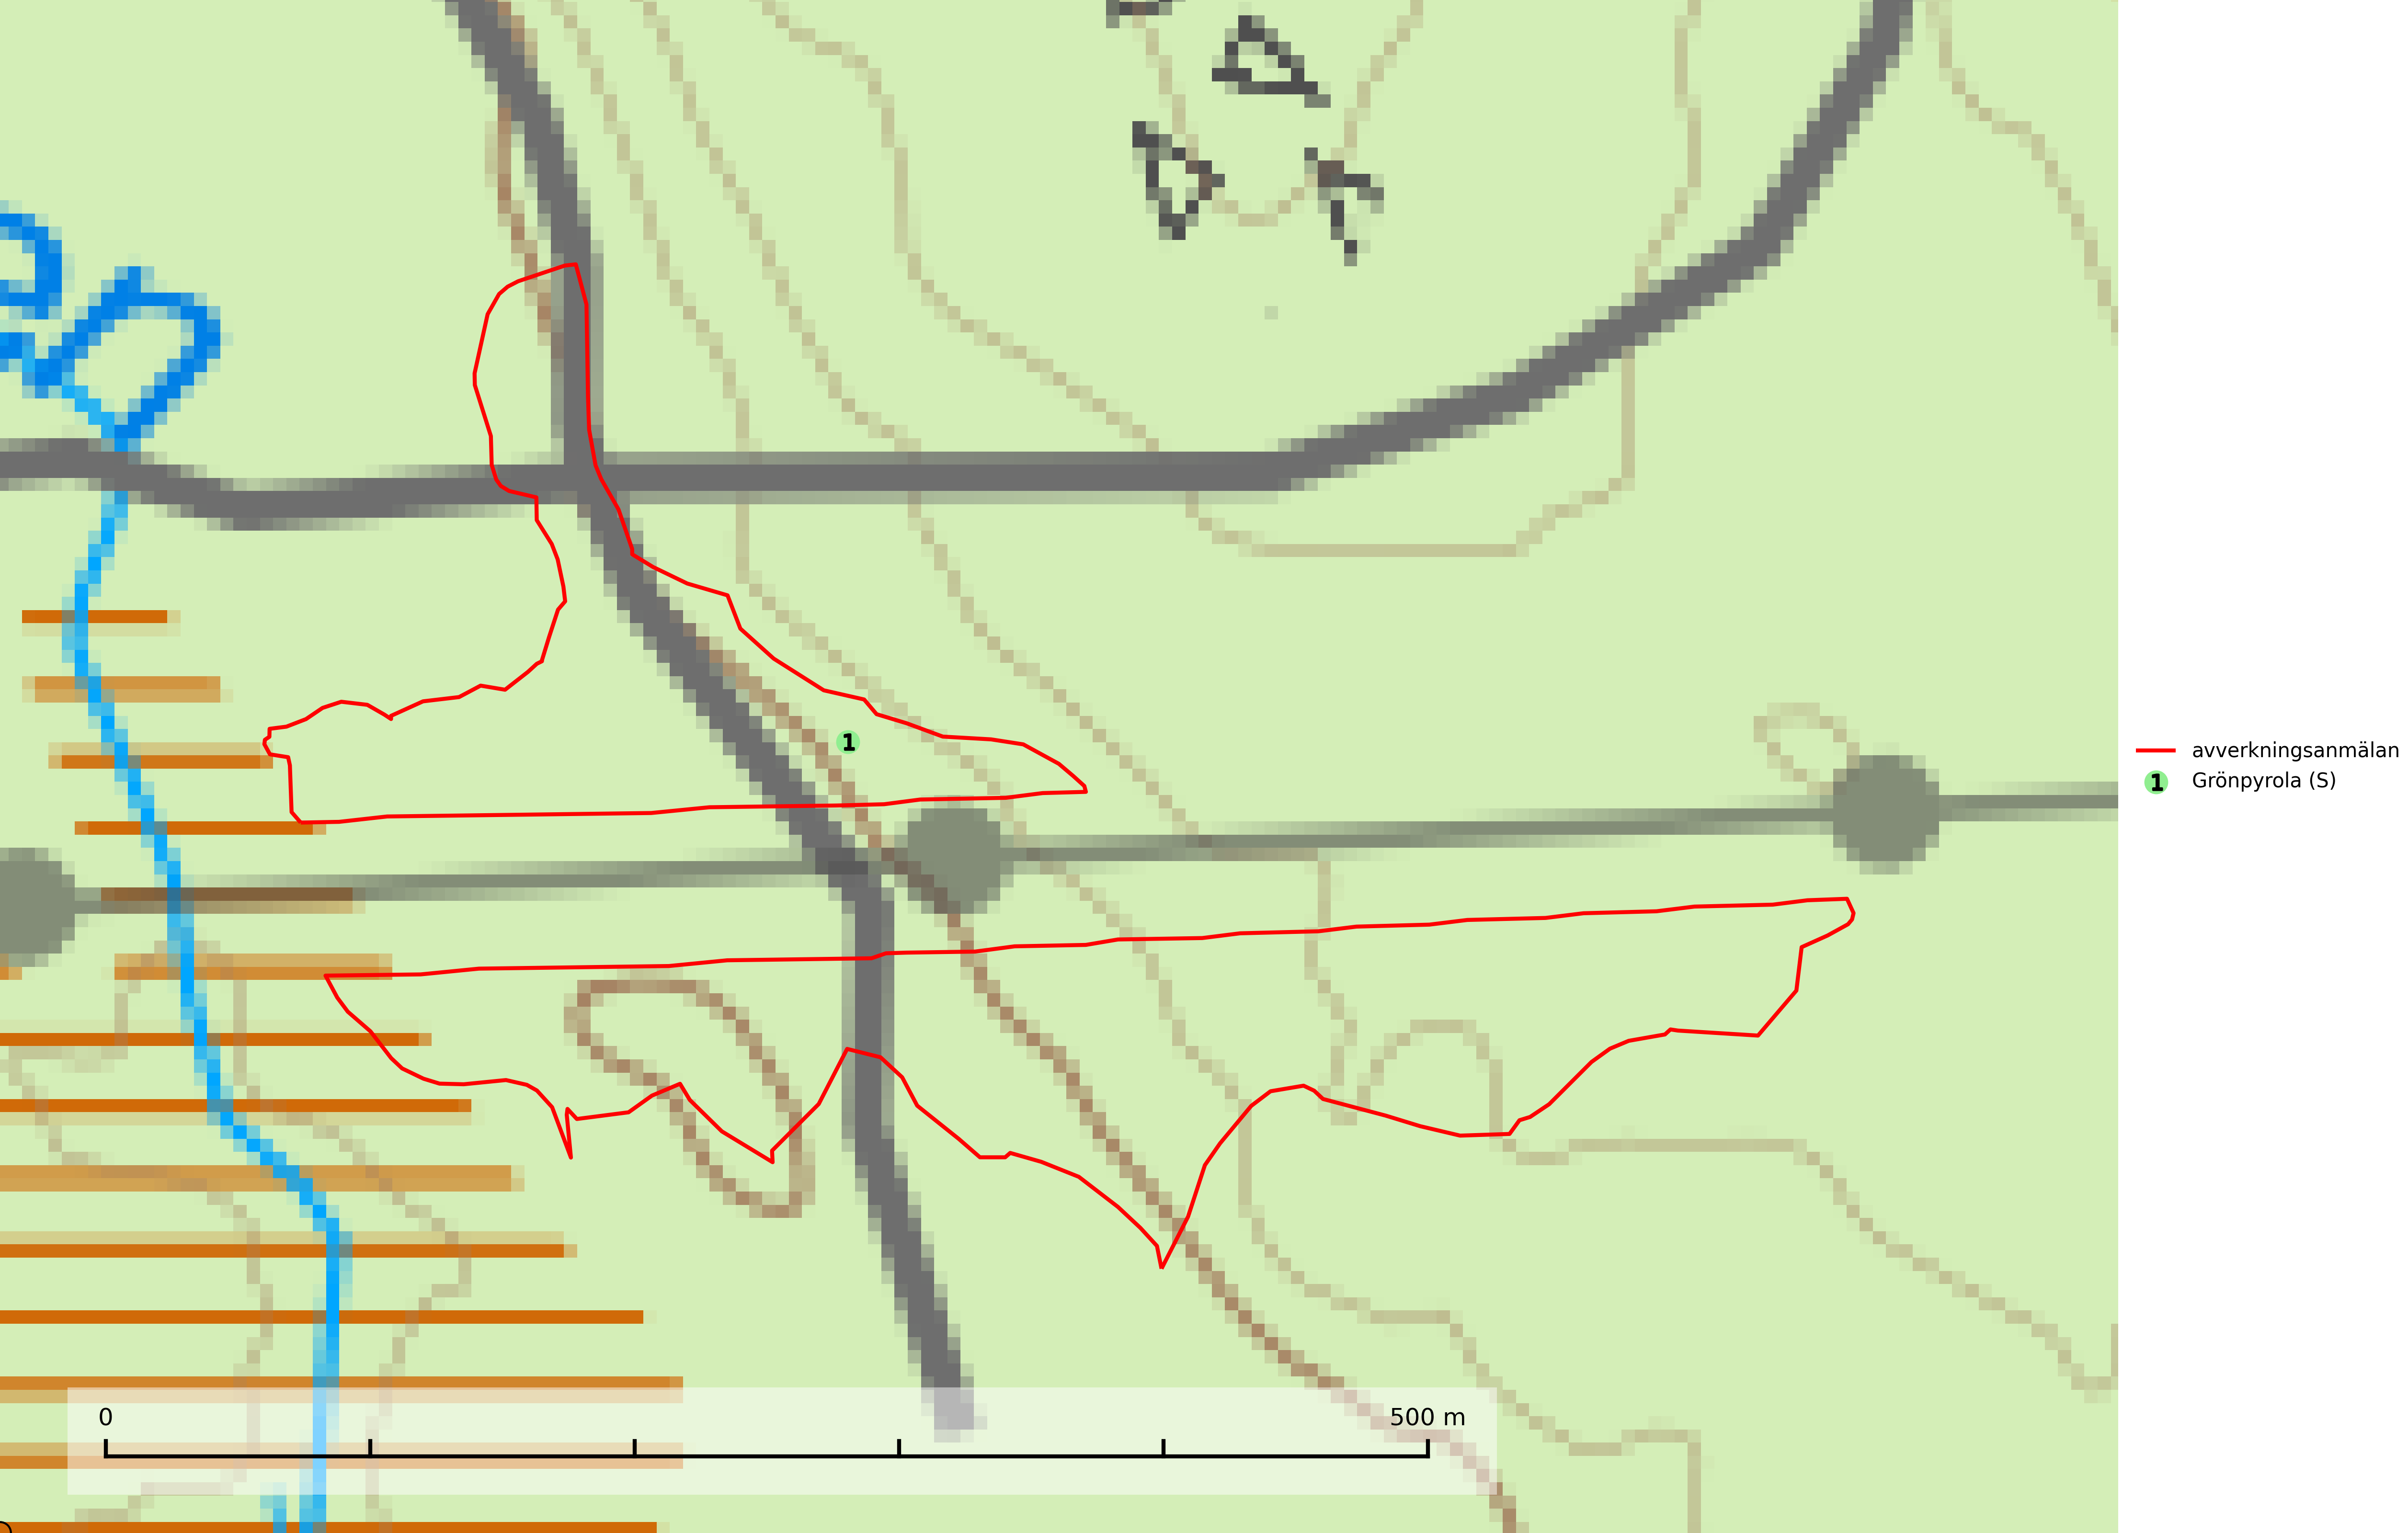 1
avverkningsanmälan
1 Grönpyrola (S)
0 500 m